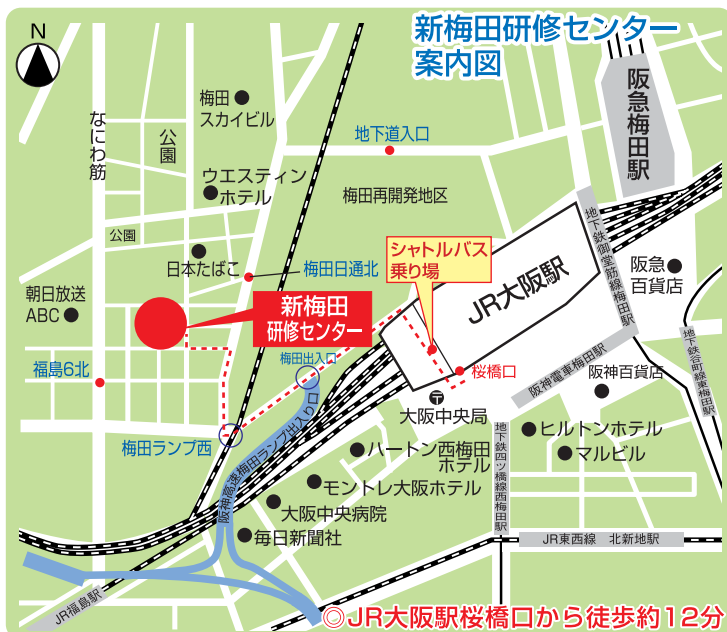 新梅田研修センター
案内図
N
梅田
スカイビル
なにわ筋
公園
地下道入口
阪急梅田駅
ウエスティン
ホテル
梅田再開発地区
公園
日本たばこ
梅田日通北
シャトルバス
乗り場
JR大阪駅
地下鉄御堂筋線梅田駅
阪急
百貨店
朝日放送
ABC
新梅田
研修センター
梅田出入口
福島6北
桜橋口
阪神電車梅田駅
地下鉄谷町線東梅田駅
阪神百貨店
〒
大阪中央局
梅田ランプ西
阪神高速梅田ランプ出入り口
ハートン西梅田
ホテル
地下鉄四ツ橋線西梅田駅
ヒルトンホテル
マルビル
モントレ大阪ホテル
大阪中央病院
毎日新聞社
JR東西線 北新地駅
JR福島駅
◎JR大阪駅桜橋口から徒歩約12分